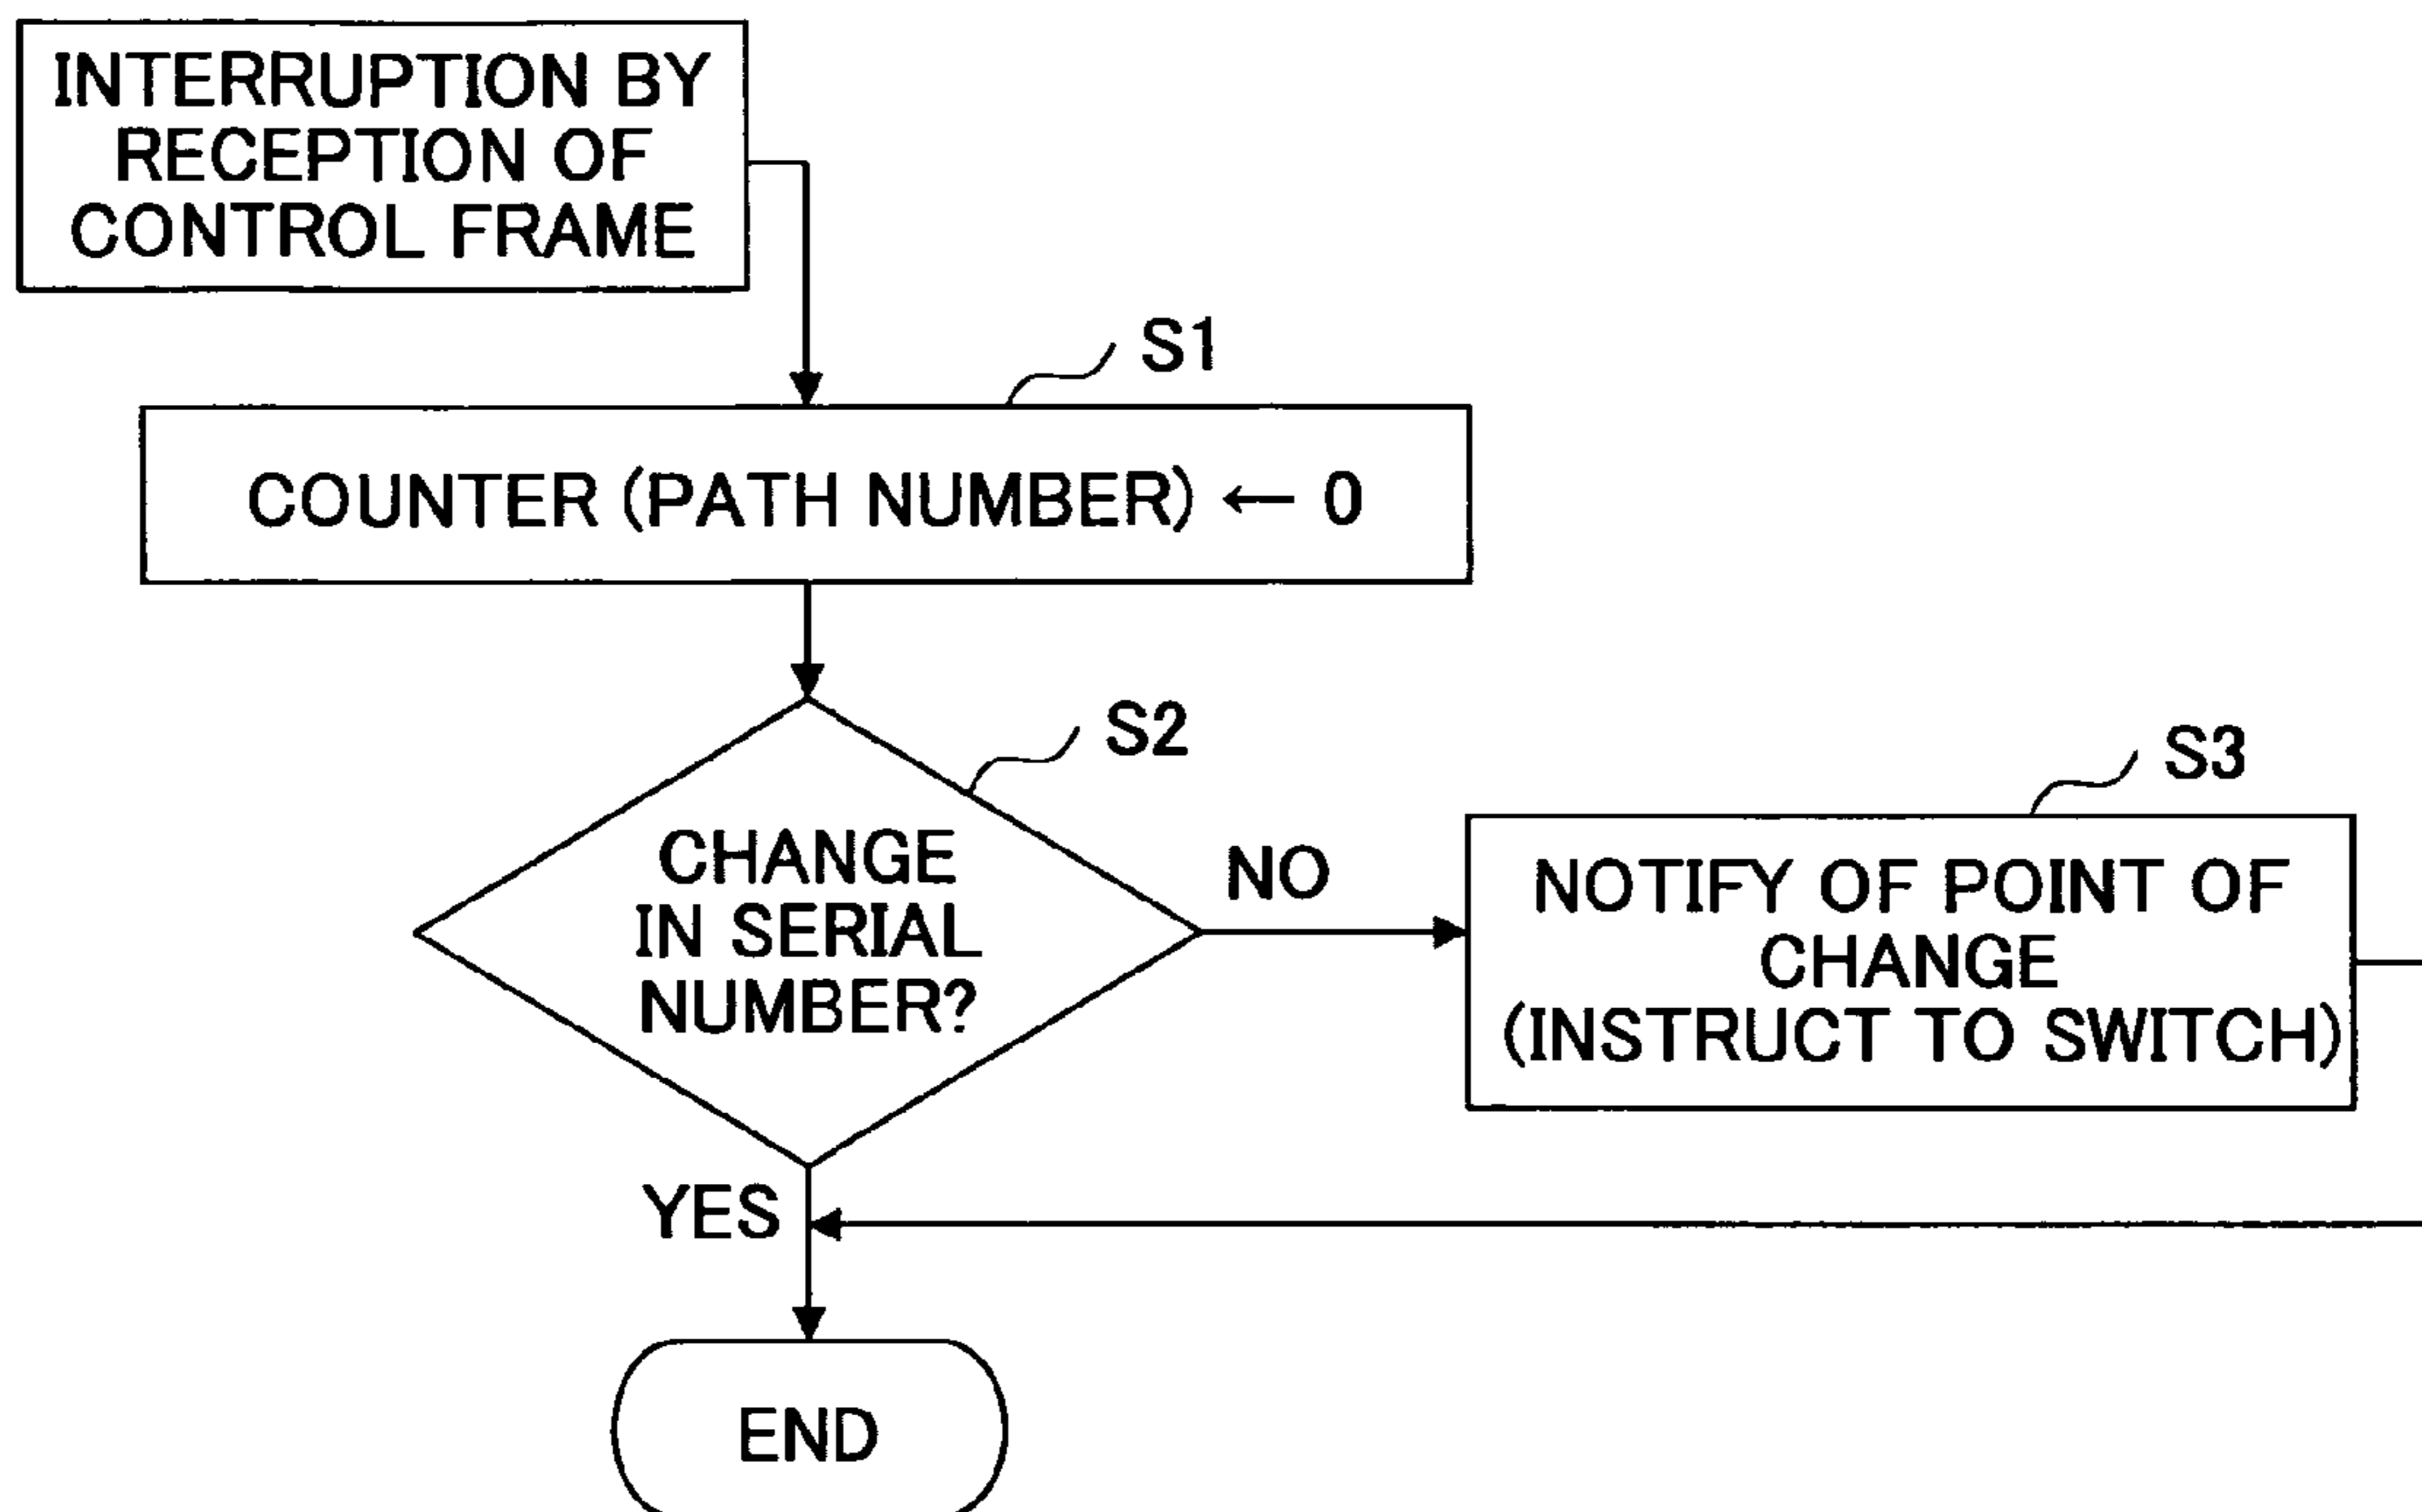 INTERRUPTION BY
RECEPTION OF
CONTROL FRAME
S1
COUNTER (PATH NUMBER) ← 0
S2
CHANGE
IN SERIAL
NUMBER?
NO
S3
NOTIFY OF POINT OF
CHANGE
(INSTRUCT TO SWITCH)
YES
END